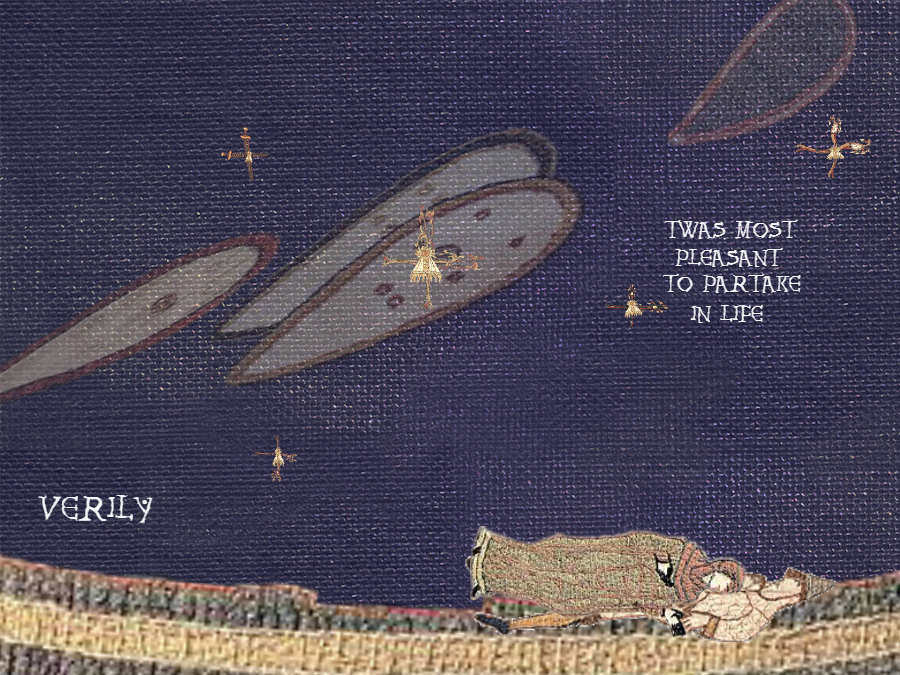 TWAS MOST
PLEASANT
TO PARTAKE
IN LIFE
VERILY